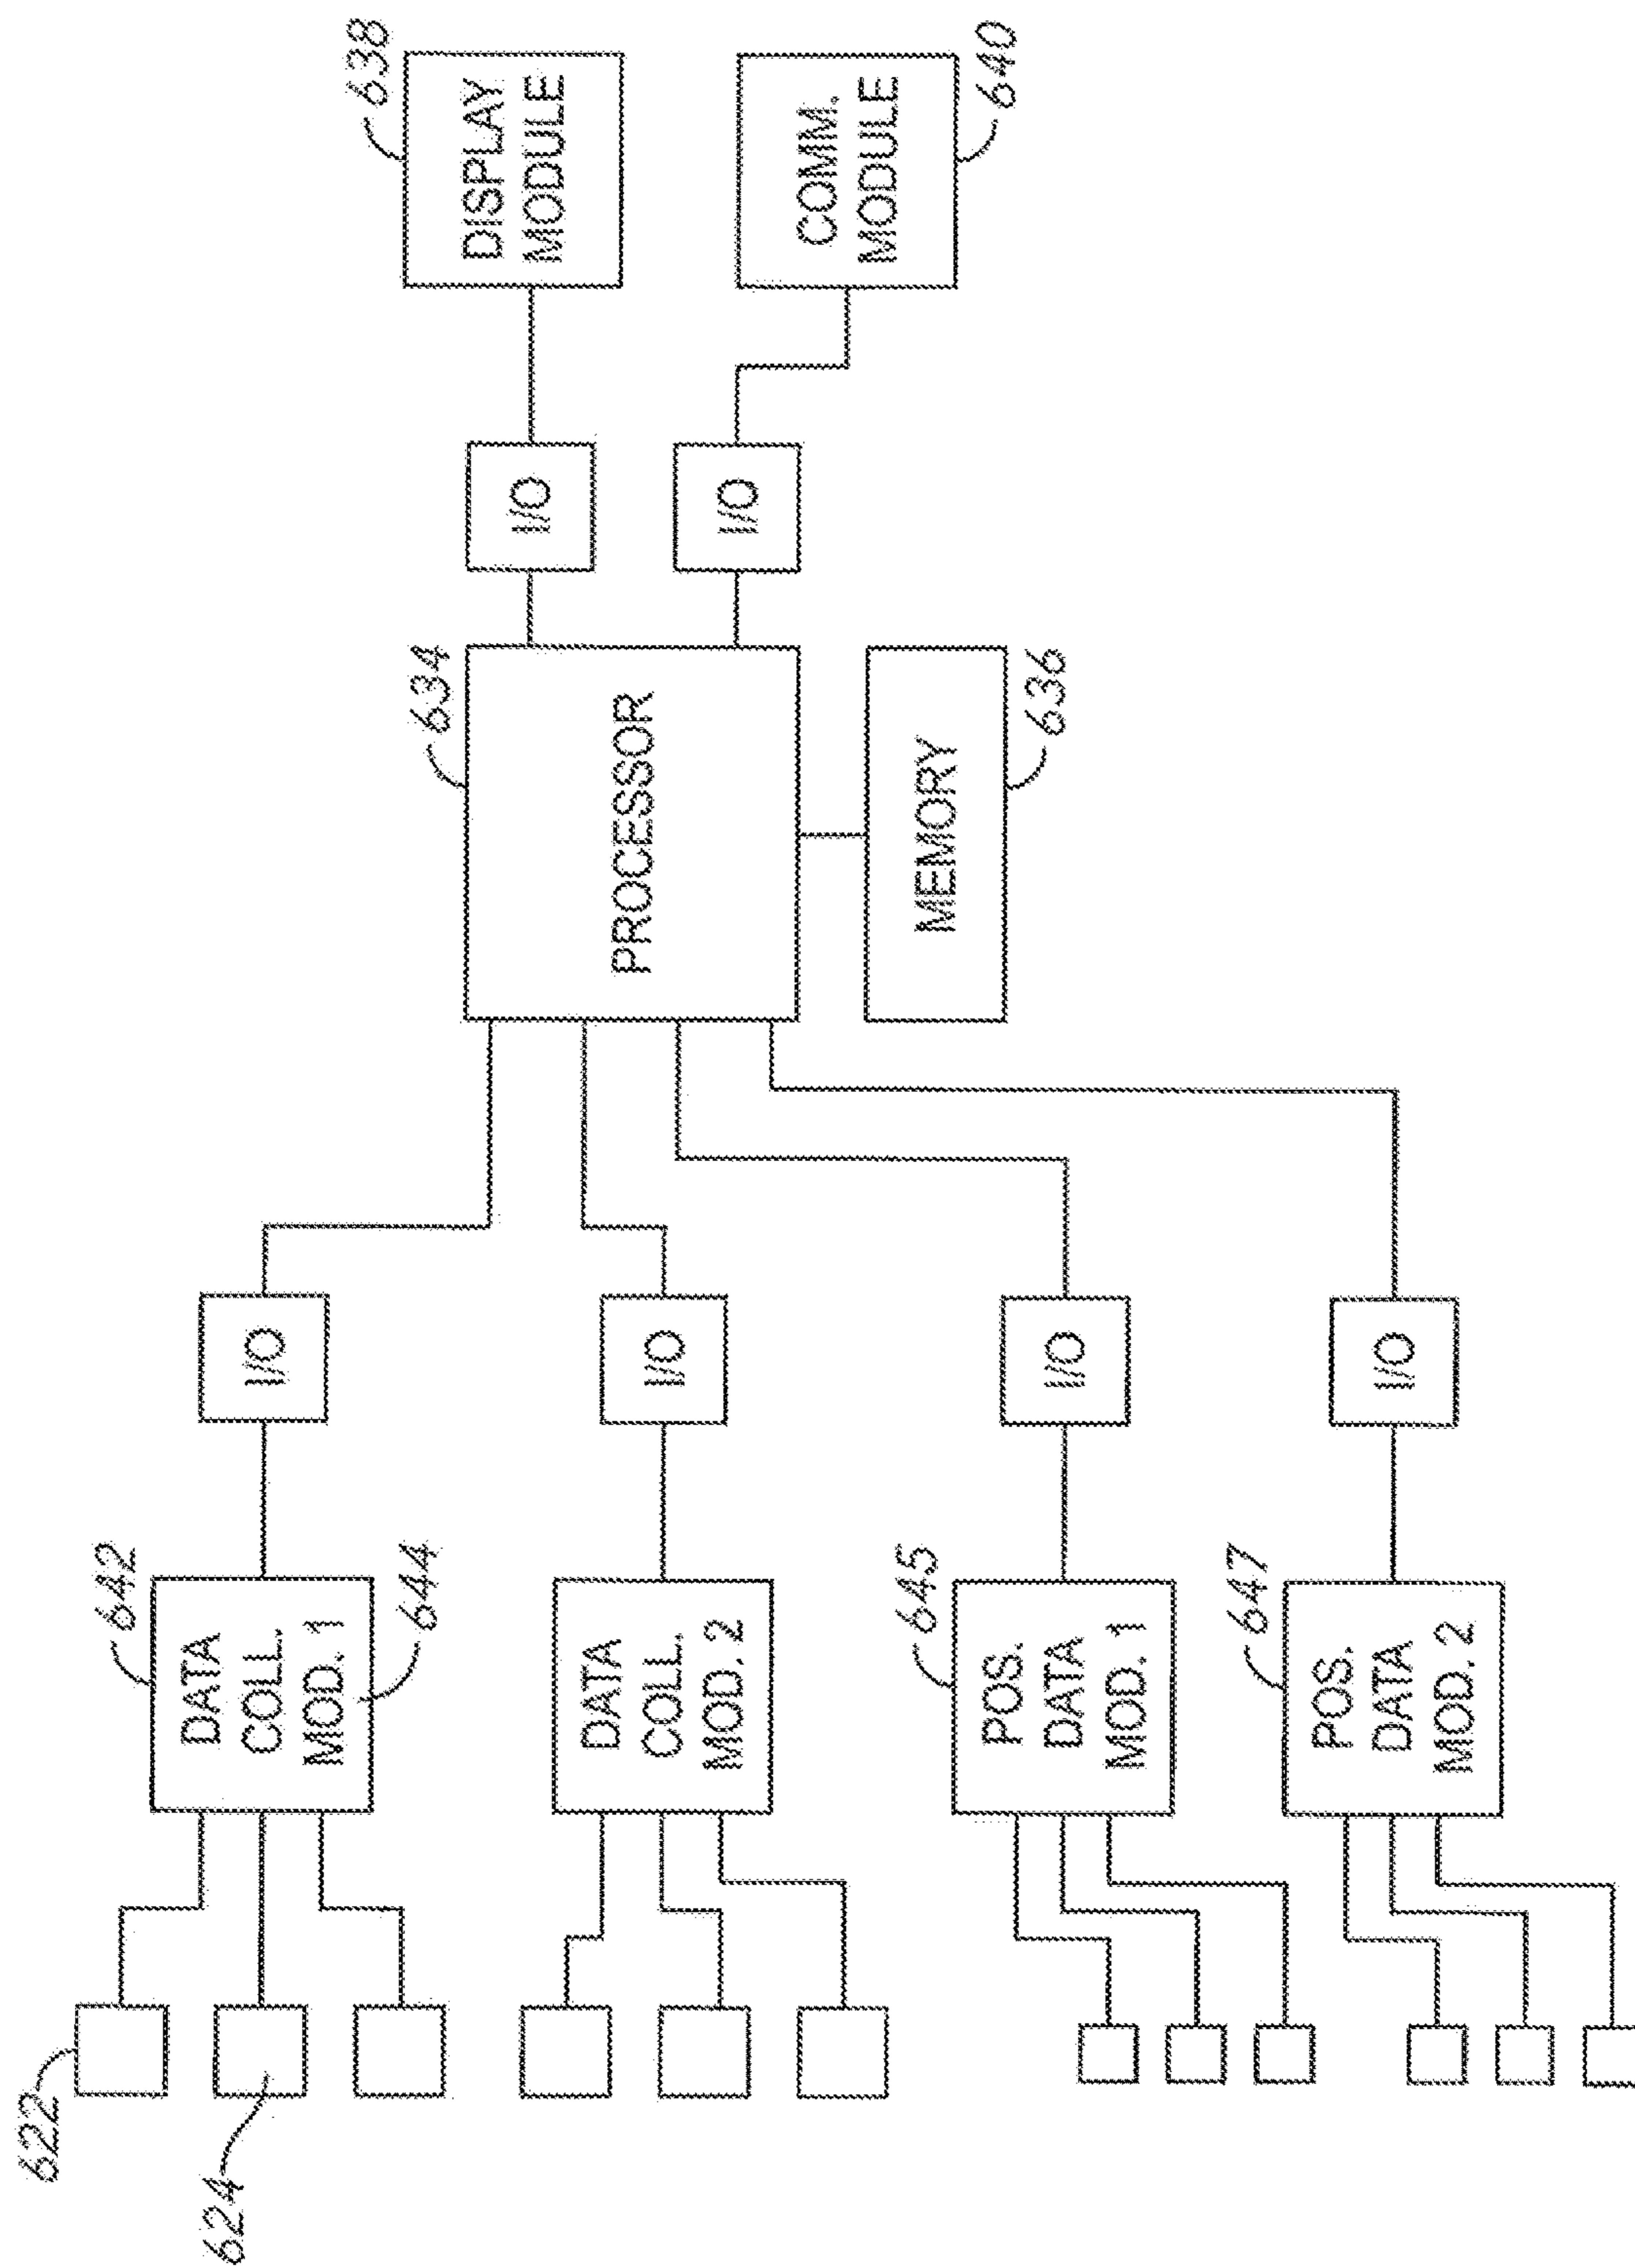 622
624
642
DATA
COLL.
MOD. 1
644
DATA
COLL.
MOD. 2
645
POS.
DATA
MOD. 1
647
POS.
DATA
MOD. 2
I/O
I/O
I/O
I/O
634
PROCESSOR
MEMORY
636
I/O
I/O
638
DISPLAY
MODULE
COMM.
MODULE
640